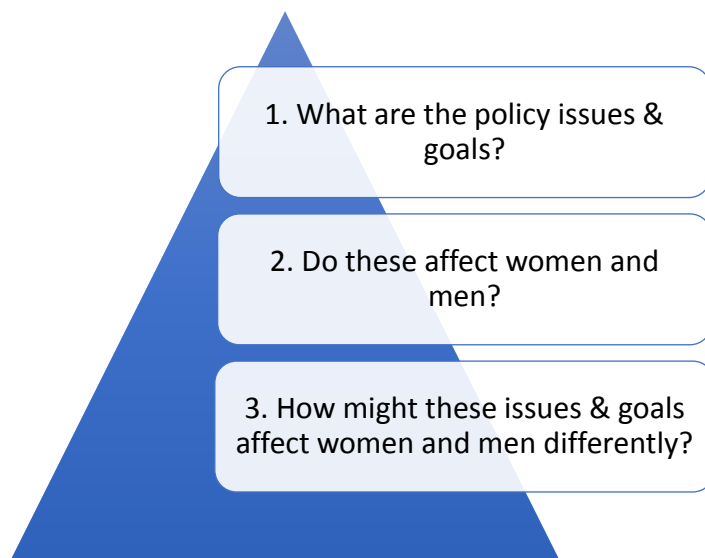 1. What are the policy issues &
goals?
2. Do these affect women and
men?
3. How might these issues & goals
affect women and men differently?